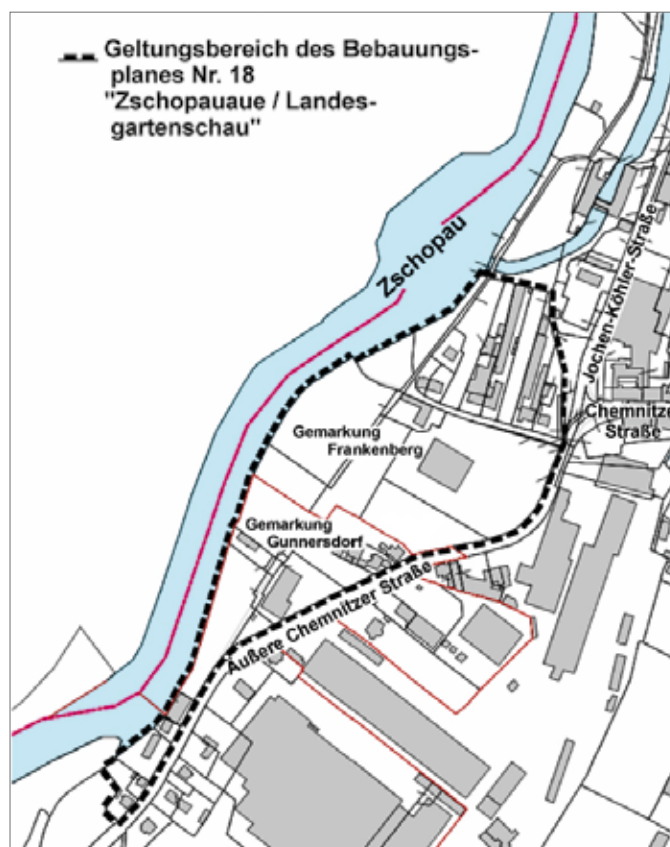 Geltungsbereich des Bebauungs-
planes Nr. 18
"Zschopauaue / Landes-
gartenschau"
Zschopau
Jochen-Köhler-Straße
Chemnitzer
Straße
Gemarkung
Frankenberg
Gemarkung
Gunnersdorf
Äußere Chemnitzer Straße